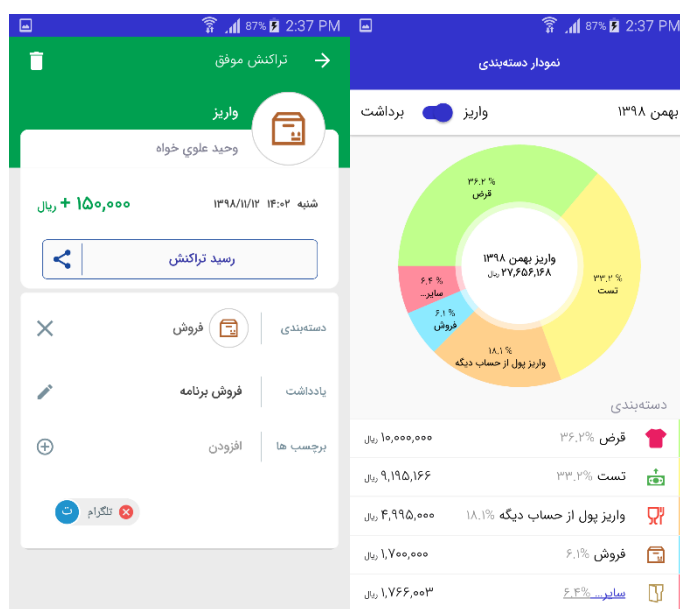 87% 2:37 PM
تراکنش موفق
واریز
وحید علوي خواه
شنبه ۱۴:۰۲ ۱۳۹۸/۱۱/۱۲
+ ۱۵۰,۰۰۰ ریال
رسید تراکنش
دسته‌بندی فروش
یادداشت فروش برنامه
برچسب ها افزودن
تلگرام ت
87% 2:37 PM
نمودار دسته‌بندی
بهمن ۱۳۹۸ واریز برداشت
۳۶.۲ %
قرض
۳۳.۲ %
تست
واریز بهمن ۱۳۹۸
۲۷,۶۵۶,۱۶۸ ریال
۶.۴ %
سایر...
۶.۱ %
فروش
۱۸.۱ %
واریز پول از حساب دیگه
دسته‌بندی
قرض ۳۶.۲% ۱۰,۰۰۰,۰۰۰ ریال
تست ۳۳.۲% ۹,۱۹۵,۱۶۶ ریال
واریز پول از حساب دیگه ۱۸.۱% ۴,۹۹۵,۰۰۰ ریال
فروش ۶.۱% ۱,۷۰۰,۰۰۰ ریال
سایر... ۶.۴% ۱,۷۶۶,۰۰۳ ریال